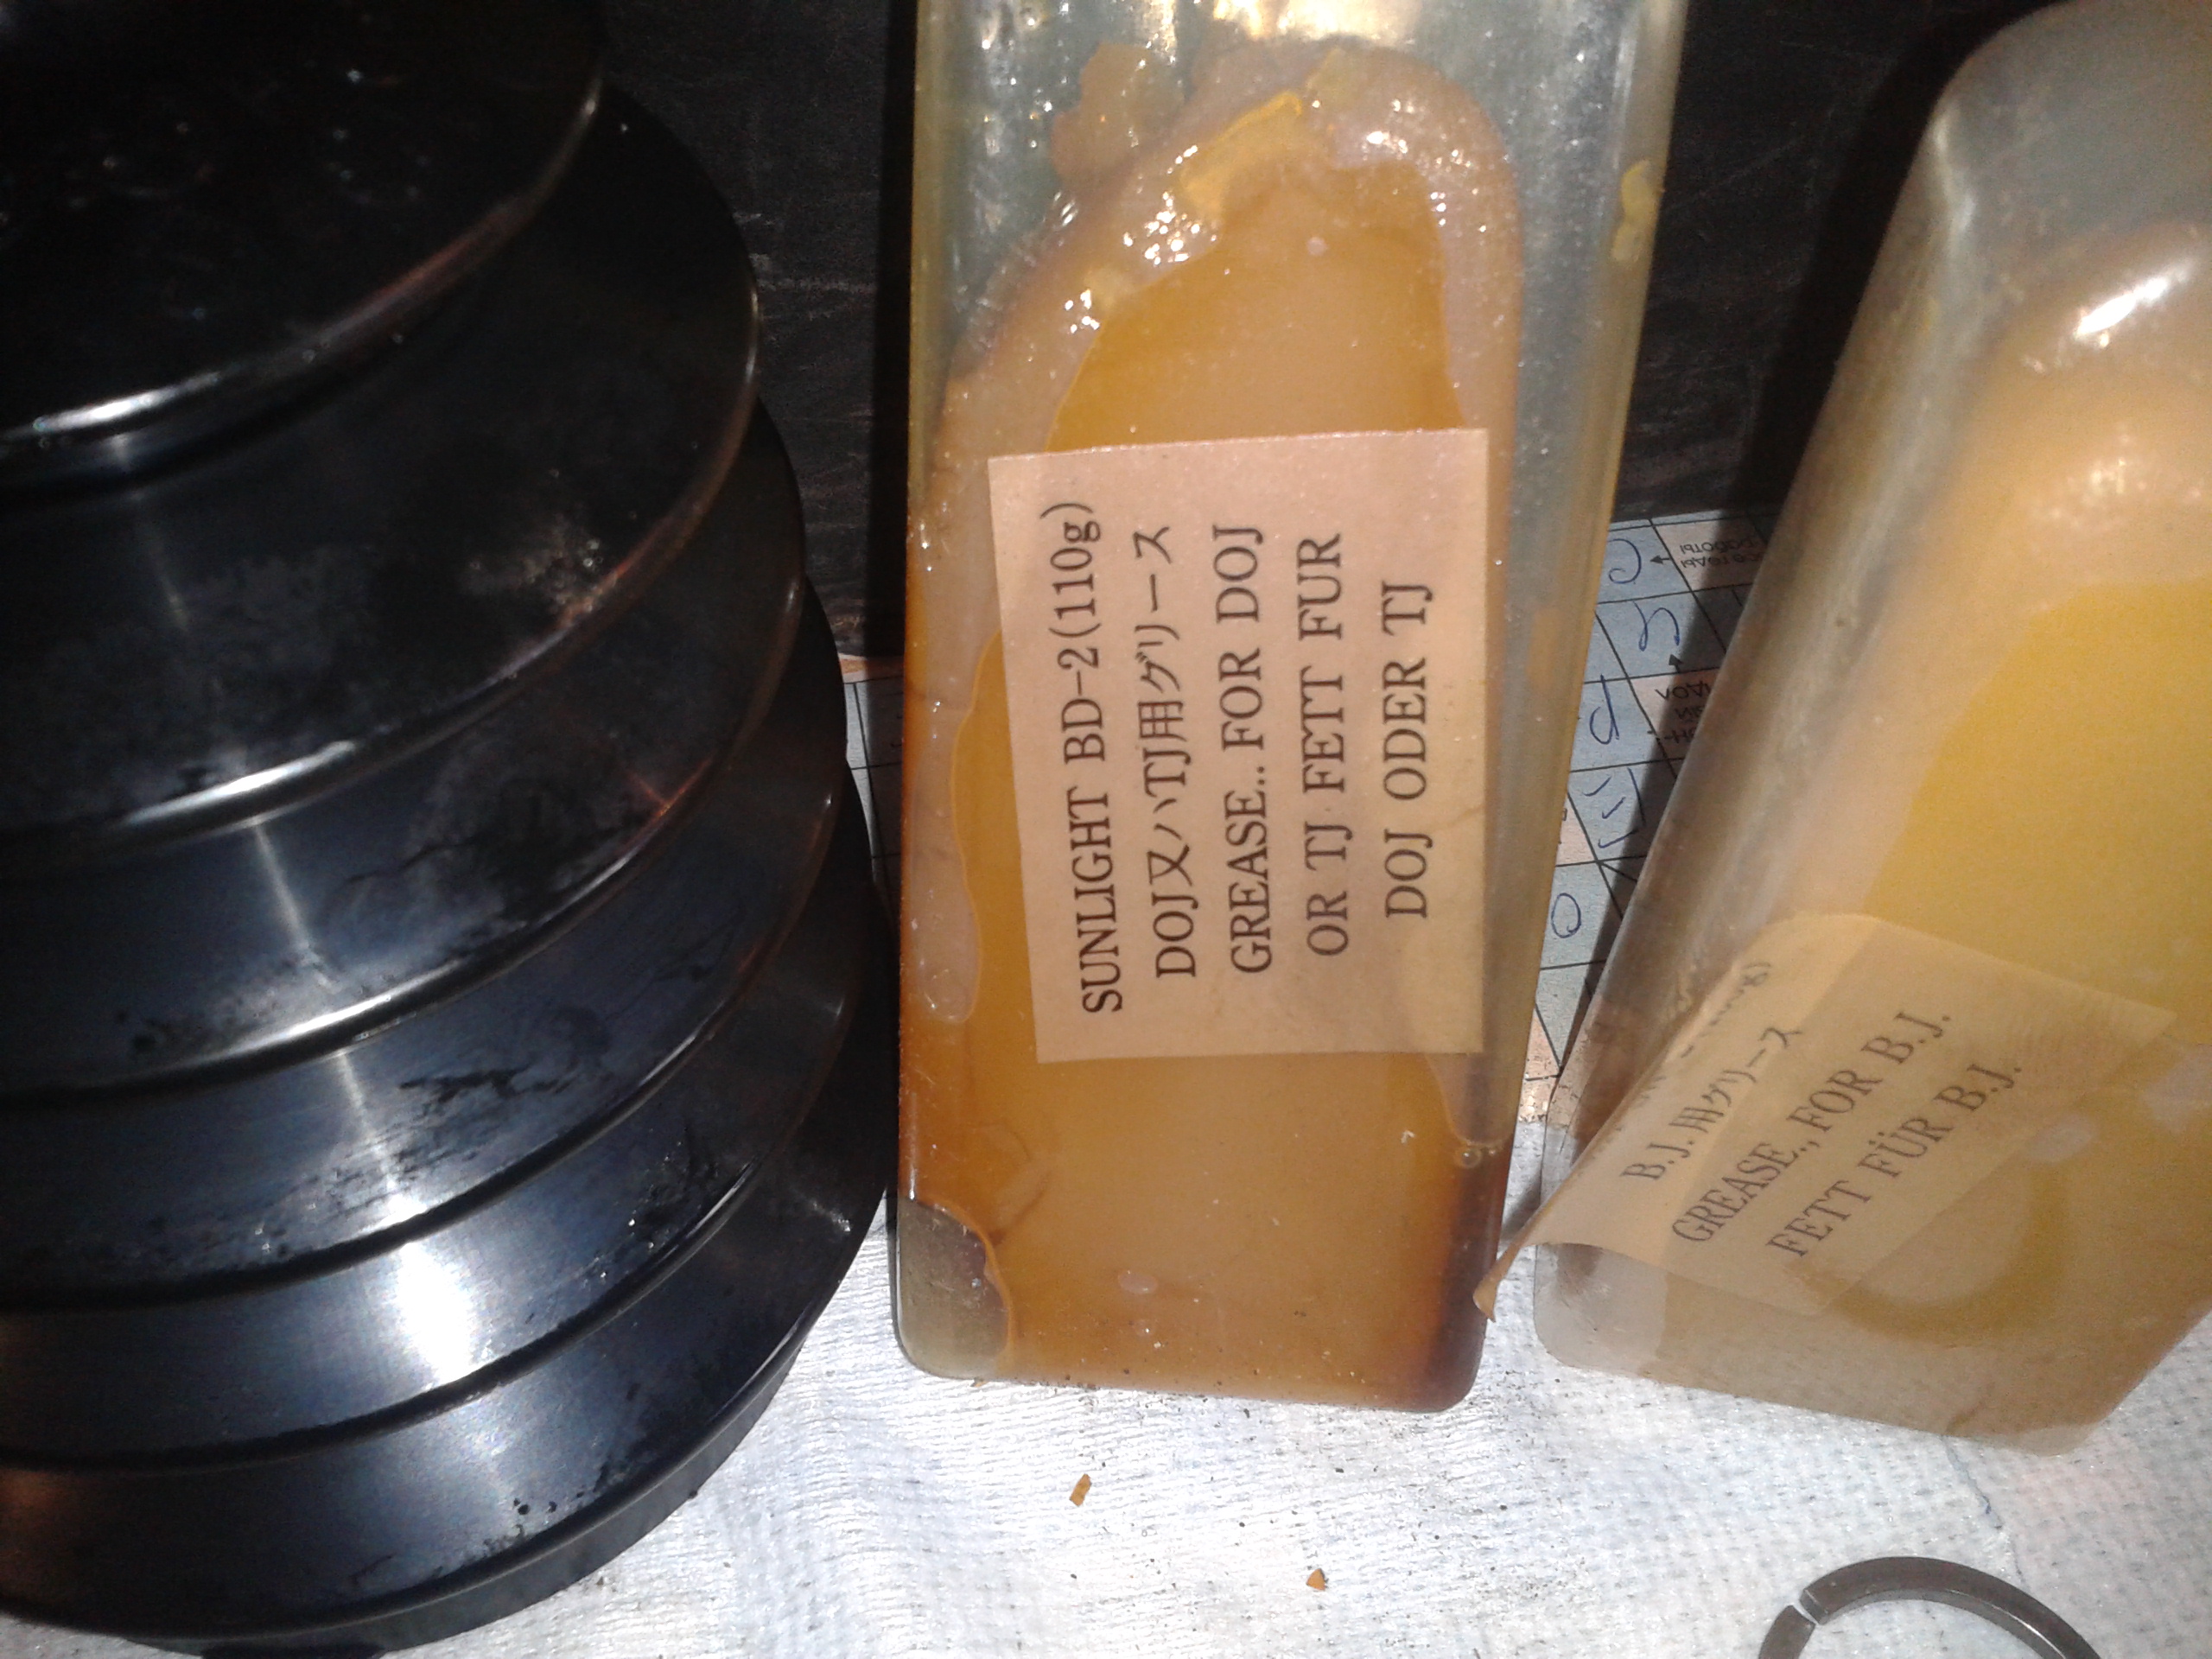 SUNLIGHT BD-2(110g)
DOJ又ハTJ用グリース
GREASE.. FOR DOJ
OR TJ FETT FUR
DOJ ODER TJ
B.J.用グリース
GREASE., FOR B.J.
FETT FÜR B.J.